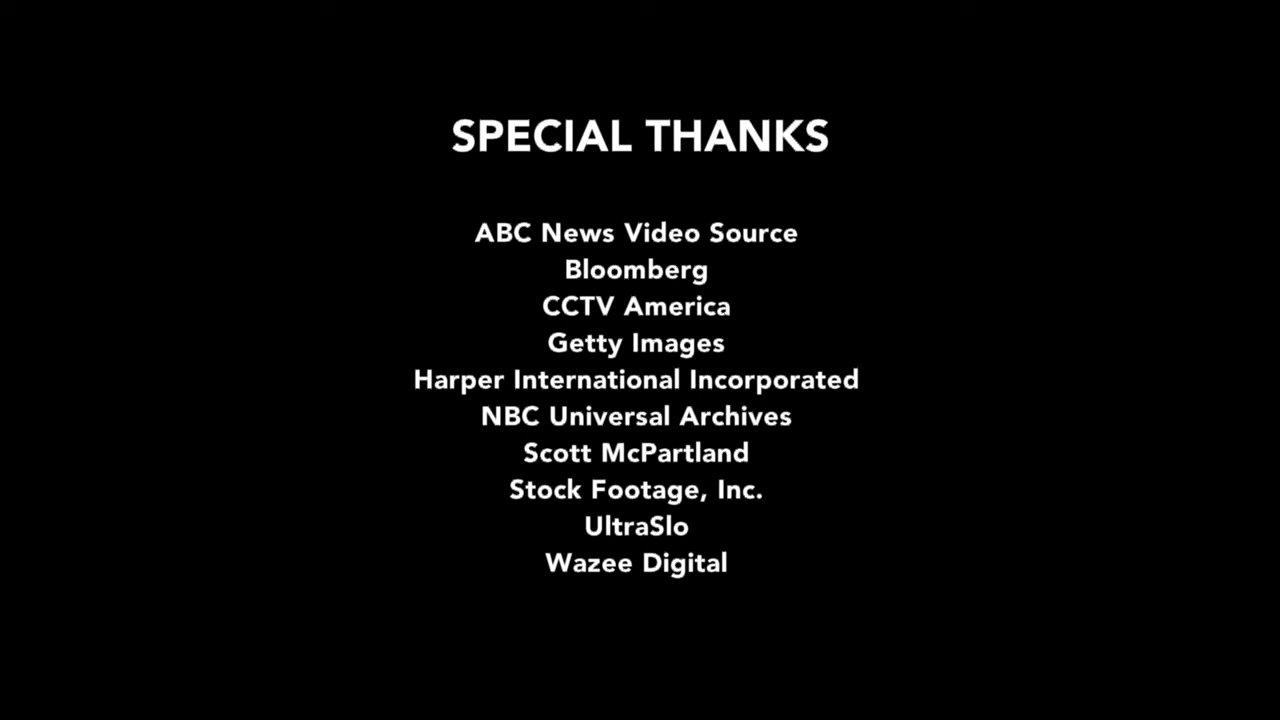 SPECIAL THANKS
ABC News Video Source
Bloomberg
CCTV America
Getty Images
Harper International Incorporated
NBC Universal Archives
Scott McPartland
Stock Footage, Inc.
UltraSlo
Wazee Digital